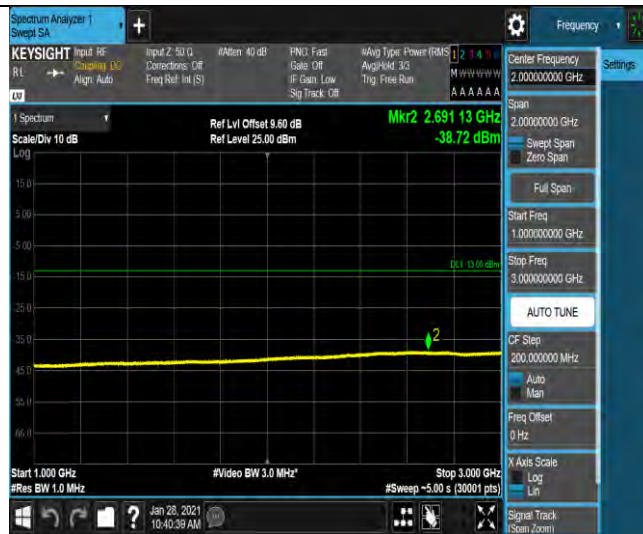 Spectrum Analyzer 1
Swept SA
+
Frequency
KEYSIGHT
Input: RF
Coupling: DC
Align: Auto
Input Z: 50 Ω
Corrections: Off
Freq Ref: Int (S)
#Atten: 40 dB
PNO: Fast
Gate: Off
IF Gain: Low
Sig Track: Off
#Avg Type: Power (RMS
Avg|Hold: 3/3
Trig: Free Run
1 2 3 4 5 6
M W W W W W
A A A A A A
R L
LXI
1 Spectrum
Scale/Div 10 dB
Log
Ref Lvl Offset 9.60 dB
Ref Level 25.00 dBm
Mkr2 2.691 13 GHz
-38.72 dBm
15.0
5.00
-5.00
-15.0
-25.0
-35.0
-45.0
-55.0
-65.0
DL1 -13.00 dBm
2
Start 1.000 GHz
#Res BW 1.0 MHz
#Video BW 3.0 MHz*
Stop 3.000 GHz
#Sweep ~5.00 s (30001 pts)
Center Frequency
2.000000000 GHz
Settings
Span
2.00000000 GHz
Swept Span
Zero Span
Full Span
Start Freq
1.000000000 GHz
Stop Freq
3.000000000 GHz
AUTO TUNE
CF Step
200.000000 MHz
Auto
Man
Freq Offset
0 Hz
X Axis Scale
Log
Lin
Signal Track
(Span Zoom)
?
Jan 28, 2021
10:40:39 AM